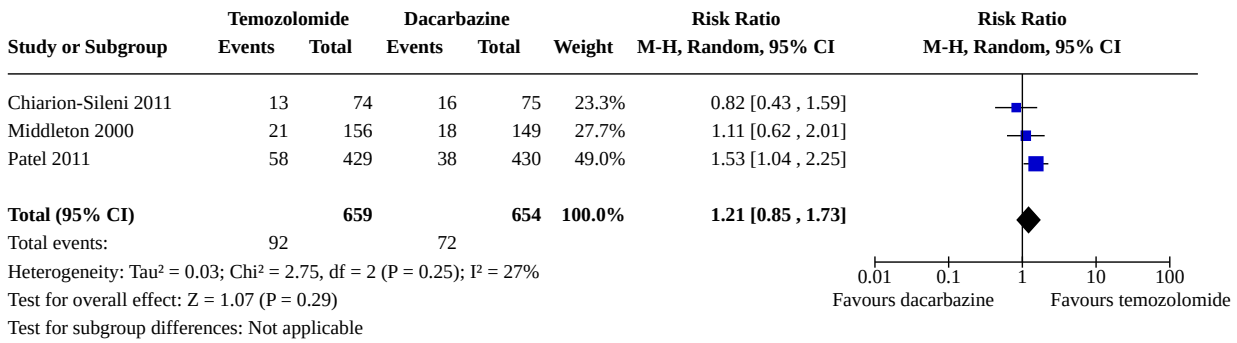 Temozolomide Dacarbazine Risk Ratio Risk Ratio
Study or Subgroup Events Total Events Total Weight M-H, Random, 95% CI M-H, Random, 95% CI
Chiarion-Sileni 2011 13 74 16 75 23.3% 0.82 [0.43 , 1.59]
Middleton 2000 21 156 18 149 27.7% 1.11 [0.62 , 2.01]
Patel 2011 58 429 38 430 49.0% 1.53 [1.04 , 2.25]
Total (95% CI) 659 654 100.0% 1.21 [0.85 , 1.73]
Total events: 92 72
Heterogeneity: Tau² = 0.03; Chi² = 2.75, df = 2 (P = 0.25); I² = 27%
0.01 0.1 1 10 100
Test for overall effect: Z = 1.07 (P = 0.29)
Favours dacarbazine Favours temozolomide
Test for subgroup differences: Not applicable